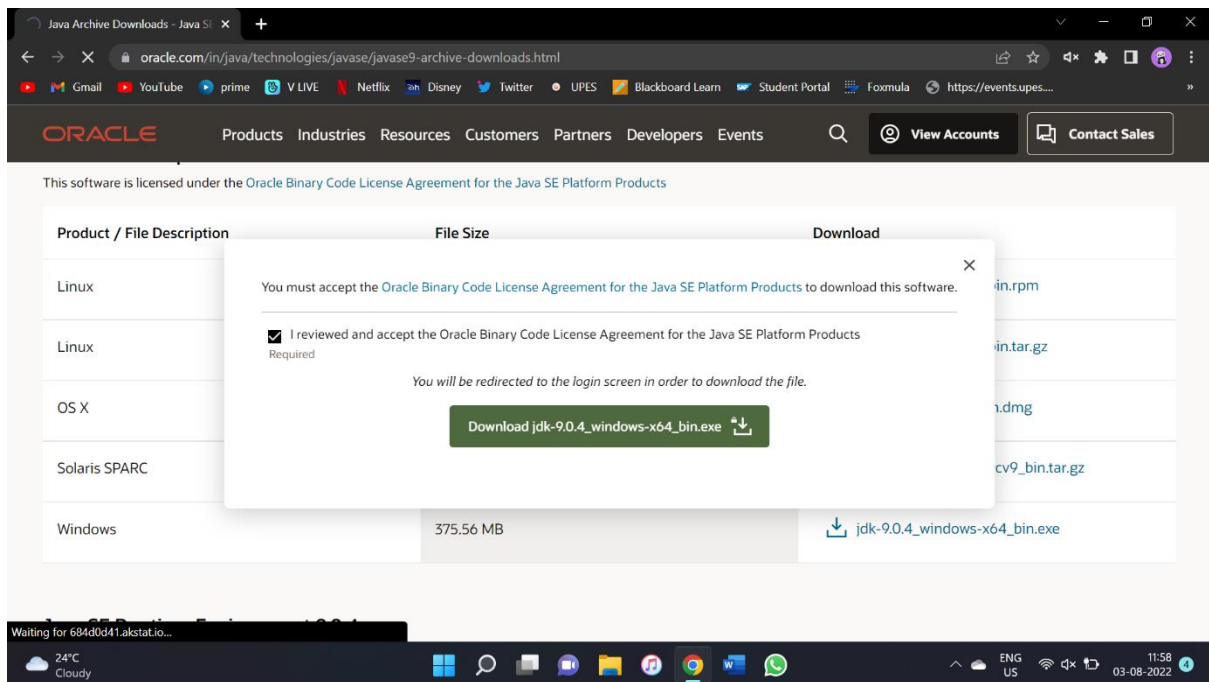 Java Archive Downloads - Java SE
oracle.com/in/java/technologies/javase/javase9-archive-downloads.html
Gmail YouTube prime V LIVE Netflix Disney Twitter UPES Blackboard Learn Student Portal Foxmula https://events.upes.... »
ORACLE Products Industries Resources Customers Partners Developers Events View Accounts Contact Sales
This software is licensed under the Oracle Binary Code License Agreement for the Java SE Platform Products
Product / File Description File Size Download
You must accept the Oracle Binary Code License Agreement for the Java SE Platform Products to download this software.
Linux in.rpm
I reviewed and accept the Oracle Binary Code License Agreement for the Java SE Platform Products
Linux in.tar.gz
Required
You will be redirected to the login screen in order to download the file.
OS X n.dmg
Download jdk-9.0.4_windows-x64_bin.exe
Solaris SPARC cv9_bin.tar.gz
Windows 375.56 MB jdk-9.0.4_windows-x64_bin.exe
Waiting for 684d0d41.akstat.io...
24°C ENG 11:58
Cloudy US 03-08-2022 4